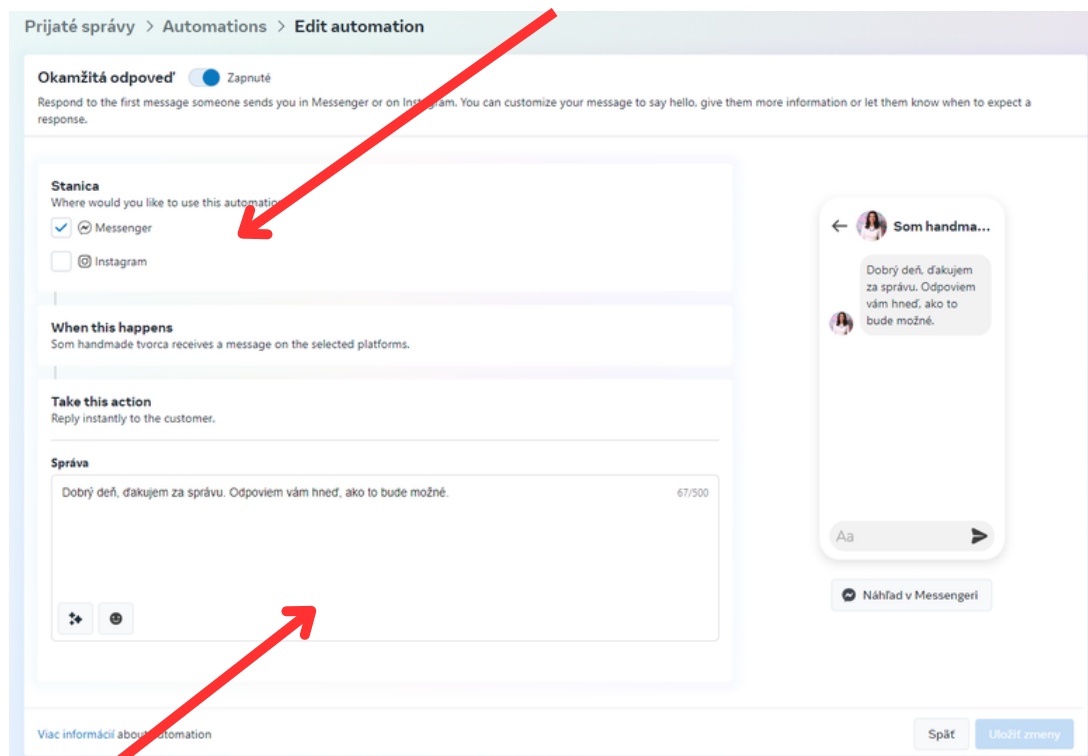 Prijaté správy > Automations > Edit automation
Okamžitá odpoveď Zapnuté
Respond to the first message someone sends you in Messenger or on Instagram. You can customize your message to say hello, give them more information or let them know when to expect a
response.
Stanica
Where would you like to use this automation
Messenger
Instagram
When this happens
Som handmade tvorca receives a message on the selected platforms.
Take this action
Reply instantly to the customer.
Správa
Dobrý deň, ďakujem za správu. Odpoviem vám hneď, ako to bude možné.
67/500
Som handma...
Dobrý deň, ďakujem
za správu. Odpoviem
vám hneď, ako to
bude možné.
Aa
Náhľad v Messengeri
Viac informácií about automation
Späť
Uložiť zmeny